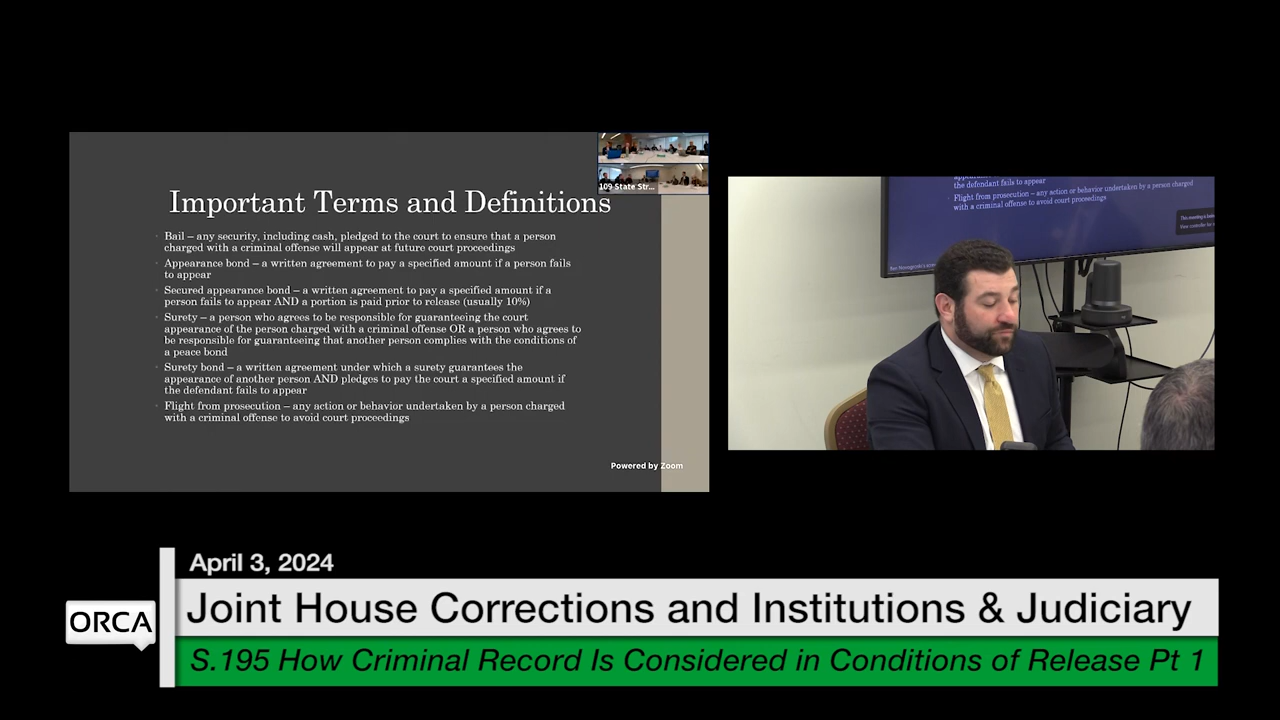 109 State Str...
Important Terms and Definitions
Bail – any security, including cash, pledged to the court to ensure that a person
charged with a criminal offense will appear at future court proceedings
Appearance bond – a written agreement to pay a specified amount if a person fails
to appear
Secured appearance bond – a written agreement to pay a specified amount if a
person fails to appear AND a portion is paid prior to release (usually 10%)
Surety – a person who agrees to be responsible for guaranteeing the court
appearance of the person charged with a criminal offense OR a person who agrees to
be responsible for guaranteeing that another person complies with the conditions of
a peace bond
Surety bond – a written agreement under which a surety guarantees the
appearance of another person AND pledges to pay the court a specified amount if
the defendant fails to appear
Flight from prosecution – any action or behavior undertaken by a person charged
with a criminal offense to avoid court proceedings
Powered by Zoom
the defendant fails to appear
Flight from prosecution – any action or behavior undertaken by a person charged
with a criminal offense to avoid court proceedings
April 3, 2024
Joint House Corrections and Institutions & Judiciary
ORCA
S.195 How Criminal Record Is Considered in Conditions of Release Pt 1